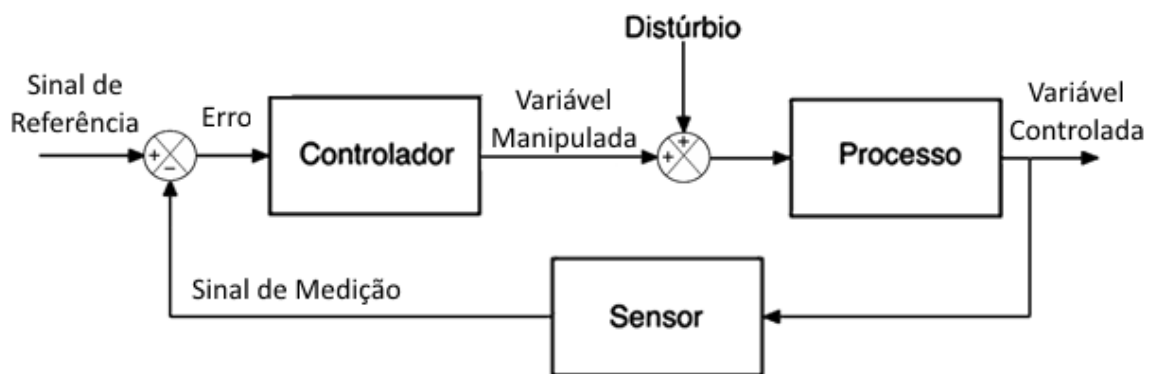 Distúrbio
Sinal de
Referência
Erro
Controlador
Variável
Manipulada
Processo
Variável
Controlada
+
−
+
+
Sinal de Medição
Sensor